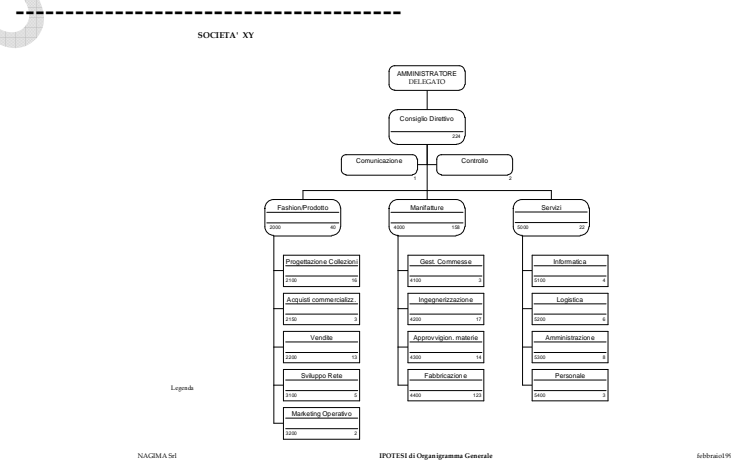 SOCIETA' XY
AMMINISTRATORE
DELEGATO
Consiglio Direttivo
224
Comunicazione
1
Controllo
2
Fashion/Prodotto
2000 40
Manifatture
4000 158
Servizi
5000 22
Progettazione Collezioni
2100 16
Gest. Commesse
4100 3
Informatica
5100 4
Acquisti commercializz.
2150 3
Ingegnerizzazione
4200 17
Logistica
5200 6
Vendite
2200 13
Approvvigion. materie
4300 14
Amministrazione
5300 8
Sviluppo Rete
3100 5
Fabbricazione
4400 123
Personale
5400 3
Legenda
Marketing Operativo
3200 2
NAGIMA Srl
IPOTESI di Organigramma Generale
febbraio199